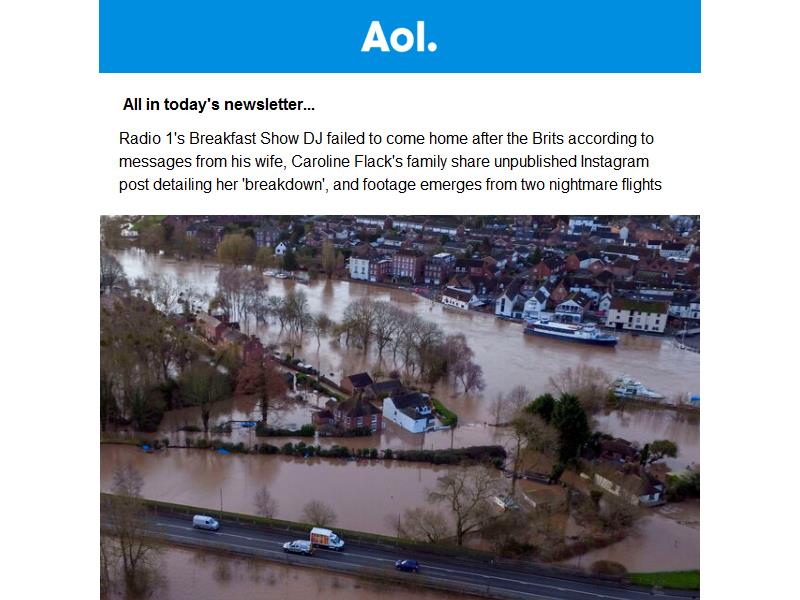 Aol.
All in today's newsletter...
Radio 1's Breakfast Show DJ failed to come home after the Brits according to
messages from his wife, Caroline Flack's family share unpublished Instagram
post detailing her 'breakdown', and footage emerges from two nightmare flights